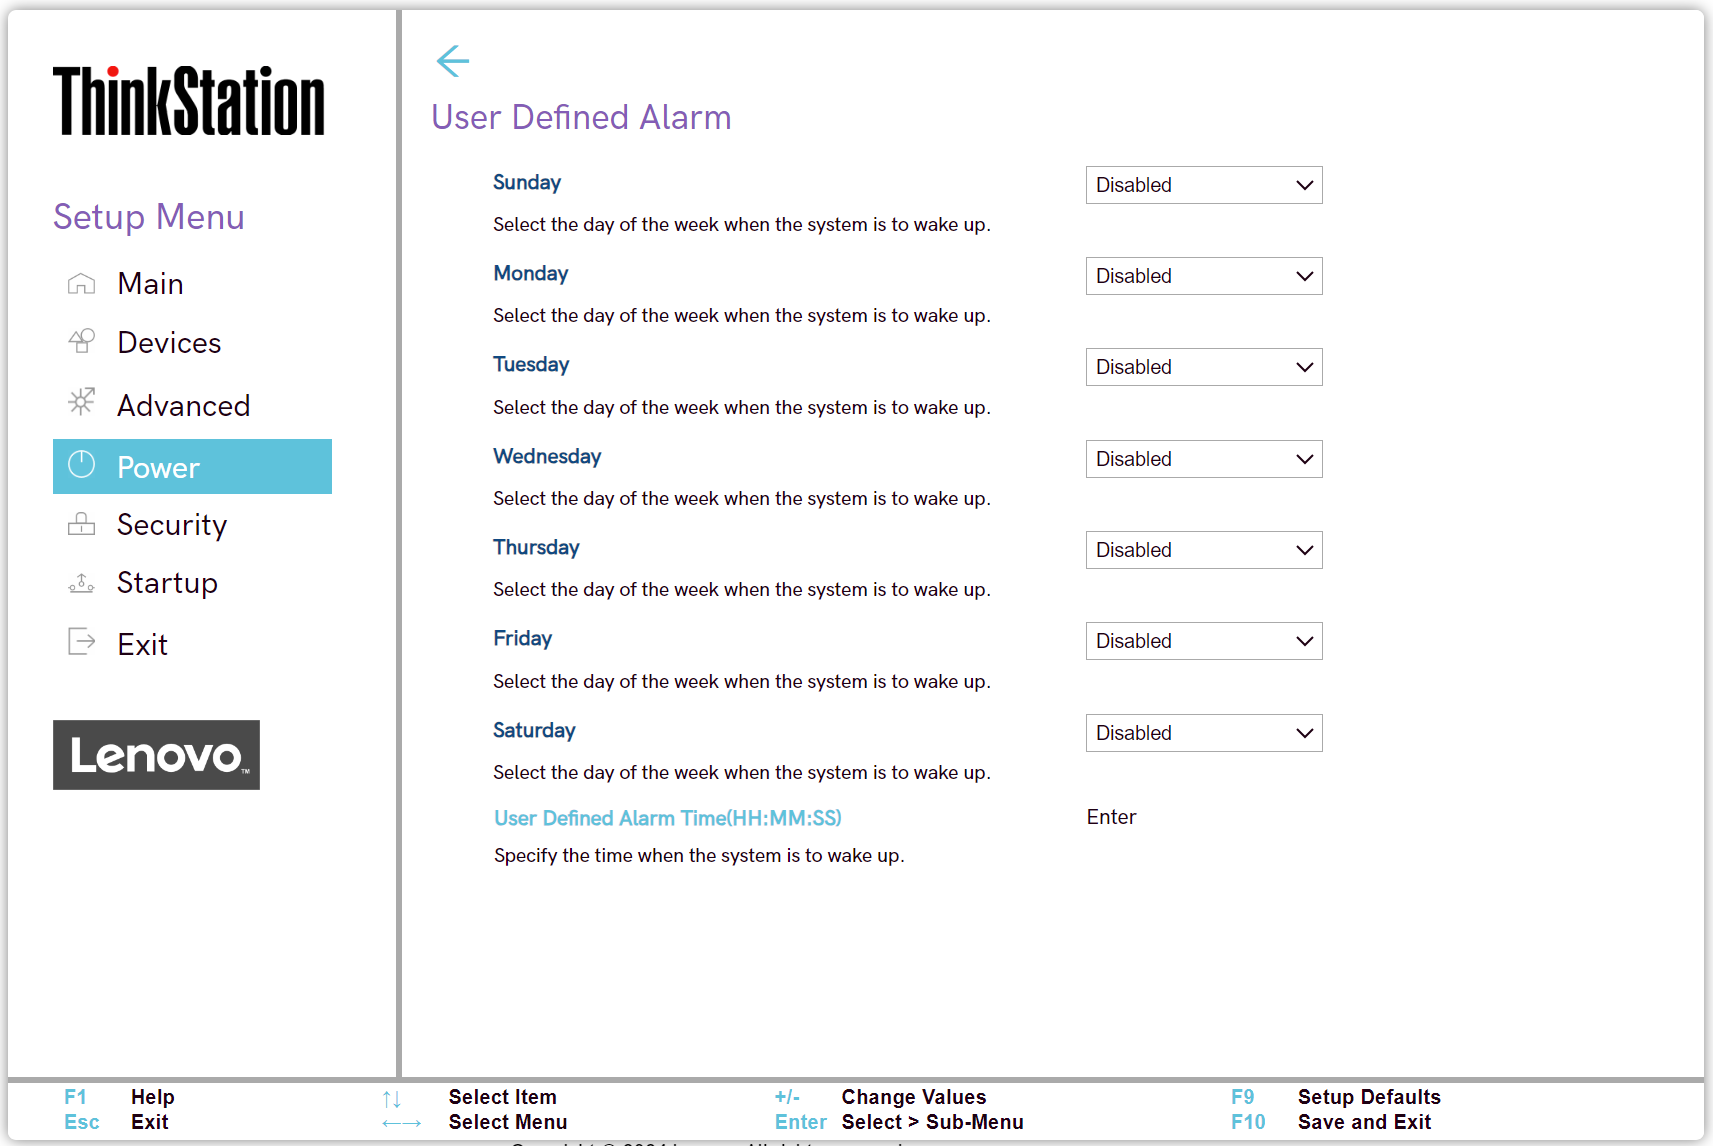 ThinkStation
Setup Menu
Main
Devices
Advanced
Power
Security
Startup
Exit
Lenovo™
User Defined Alarm
Sunday Disabled
Select the day of the week when the system is to wake up.
Monday Disabled
Select the day of the week when the system is to wake up.
Tuesday Disabled
Select the day of the week when the system is to wake up.
Wednesday Disabled
Select the day of the week when the system is to wake up.
Thursday Disabled
Select the day of the week when the system is to wake up.
Friday Disabled
Select the day of the week when the system is to wake up.
Saturday Disabled
Select the day of the week when the system is to wake up.
User Defined Alarm Time(HH:MM:SS) Enter
Specify the time when the system is to wake up.
F1 Help ↑↓ Select Item +/- Change Values F9 Setup Defaults
Esc Exit ←→ Select Menu Enter Select > Sub-Menu F10 Save and Exit